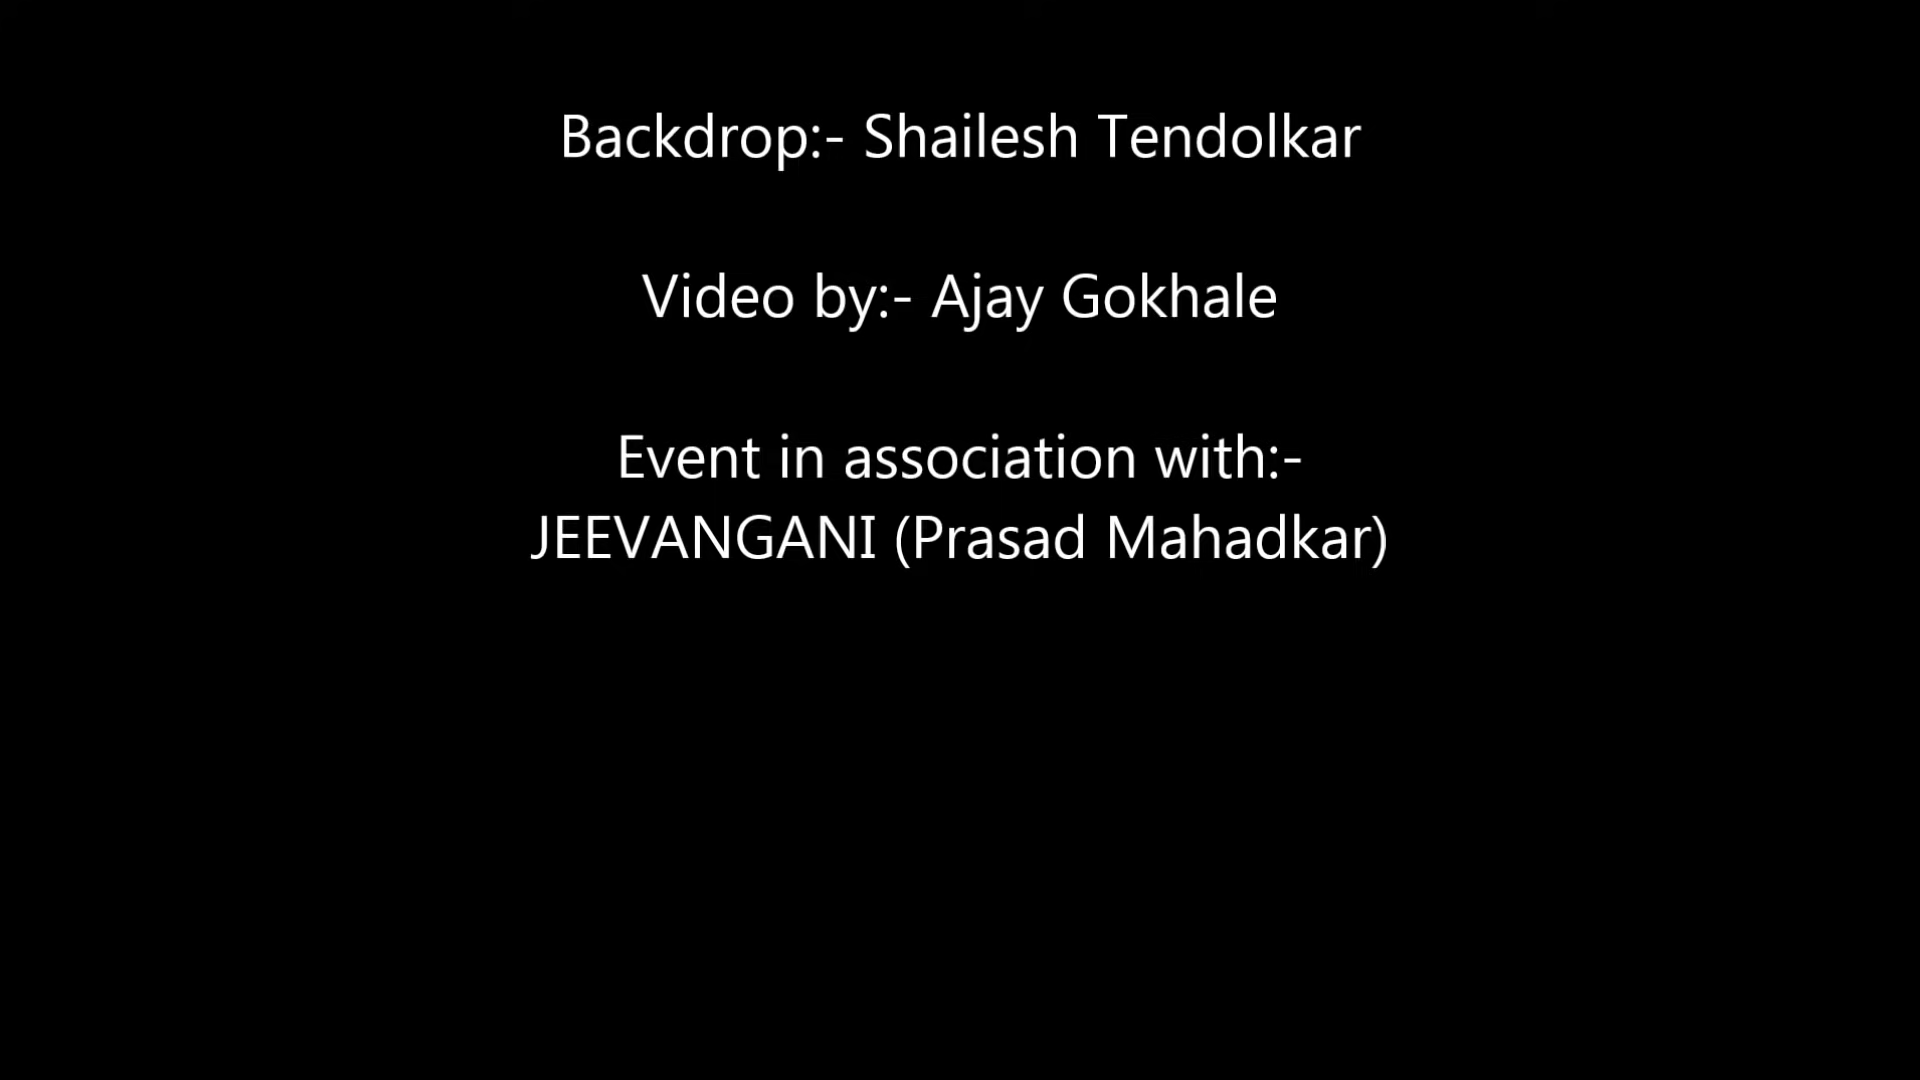 Backdrop:- Shailesh Tendolkar
Video by:- Ajay Gokhale
Event in association with:-
JEEVANGANI (Prasad Mahadkar)